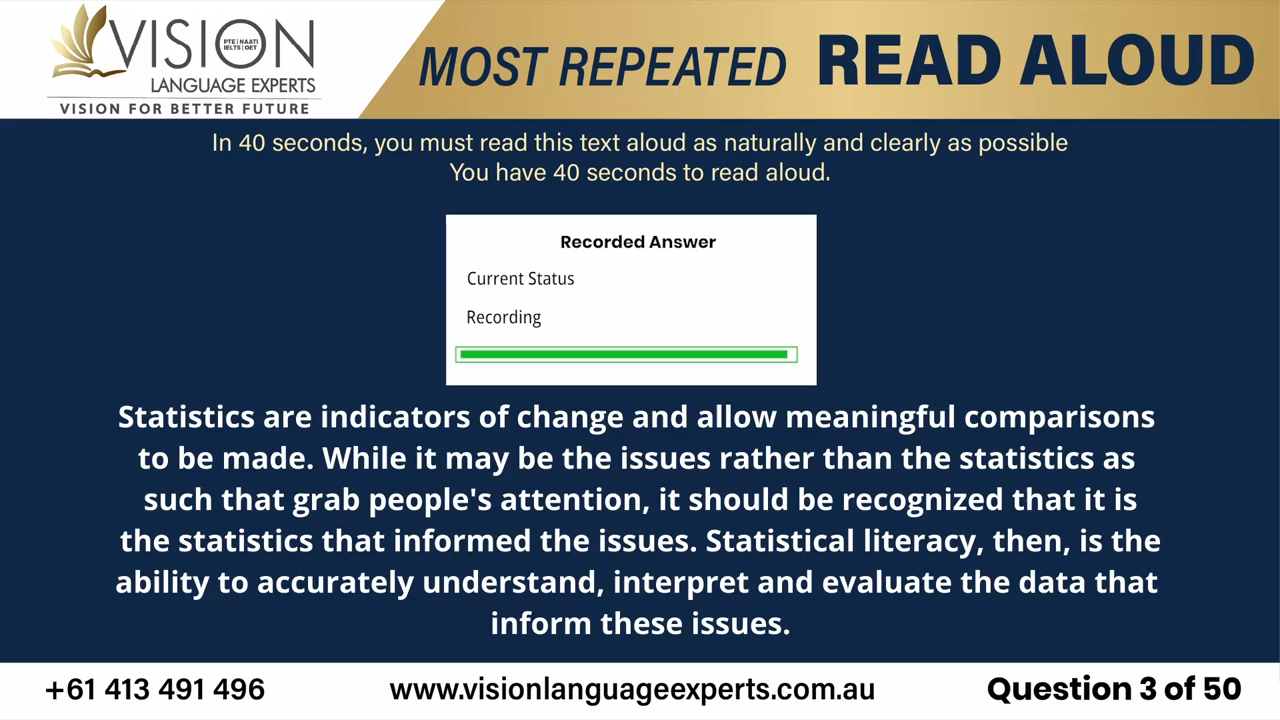 VISION
PTE | NAATI
IELTS | OET
LANGUAGE EXPERTS
VISION FOR BETTER FUTURE
MOST REPEATED READ ALOUD
In 40 seconds, you must read this text aloud as naturally and clearly as possible
You have 40 seconds to read aloud.
Recorded Answer
Current Status
Recording
Statistics are indicators of change and allow meaningful comparisons
to be made. While it may be the issues rather than the statistics as
such that grab people's attention, it should be recognized that it is
the statistics that informed the issues. Statistical literacy, then, is the
ability to accurately understand, interpret and evaluate the data that
inform these issues.
+61 413 491 496
www.visionlanguageexperts.com.au
Question 3 of 50